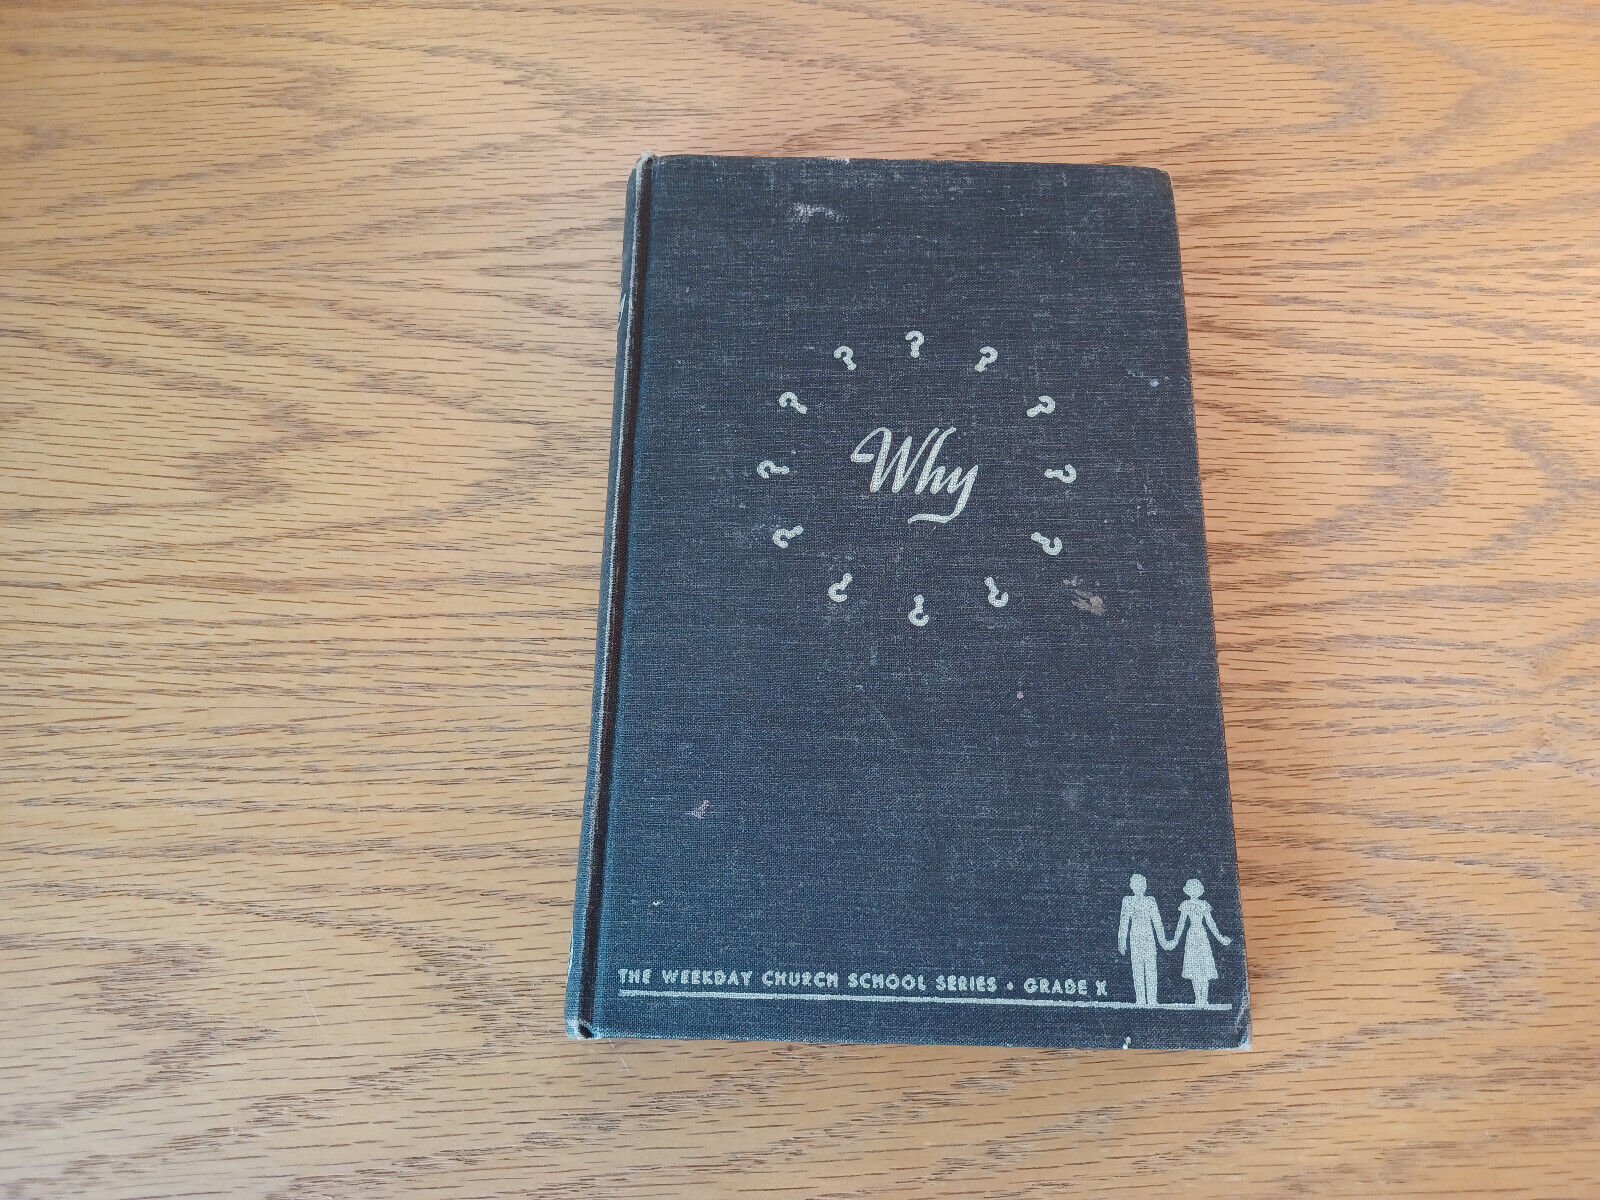 ? ? ?
? ?
Why
? ?
? ?
? ? ?
THE WEEKDAY CHURCH SCHOOL SERIES • GRADE X